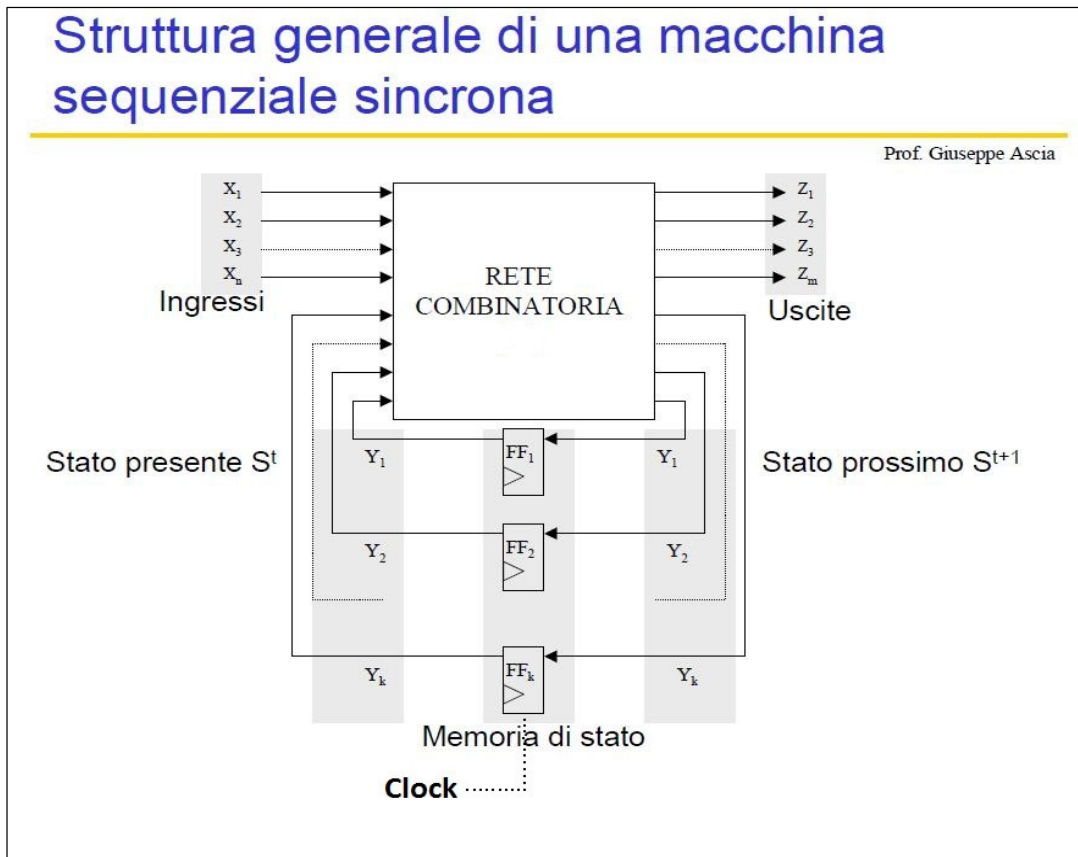 Struttura generale di una macchina
sequenziale sincrona
Prof. Giuseppe Ascia
X₁
X₂
X₃
Xₙ
Ingressi
RETE
COMBINATORIA
Z₁
Z₂
Z₃
Zₘ
Uscite
Stato presente Sᵗ
Y₁
FF₁
Y₁
Stato prossimo Sᵗ⁺¹
Y₂
FF₂
Y₂
Yₖ
FFₖ
Yₖ
Memoria di stato
Clock